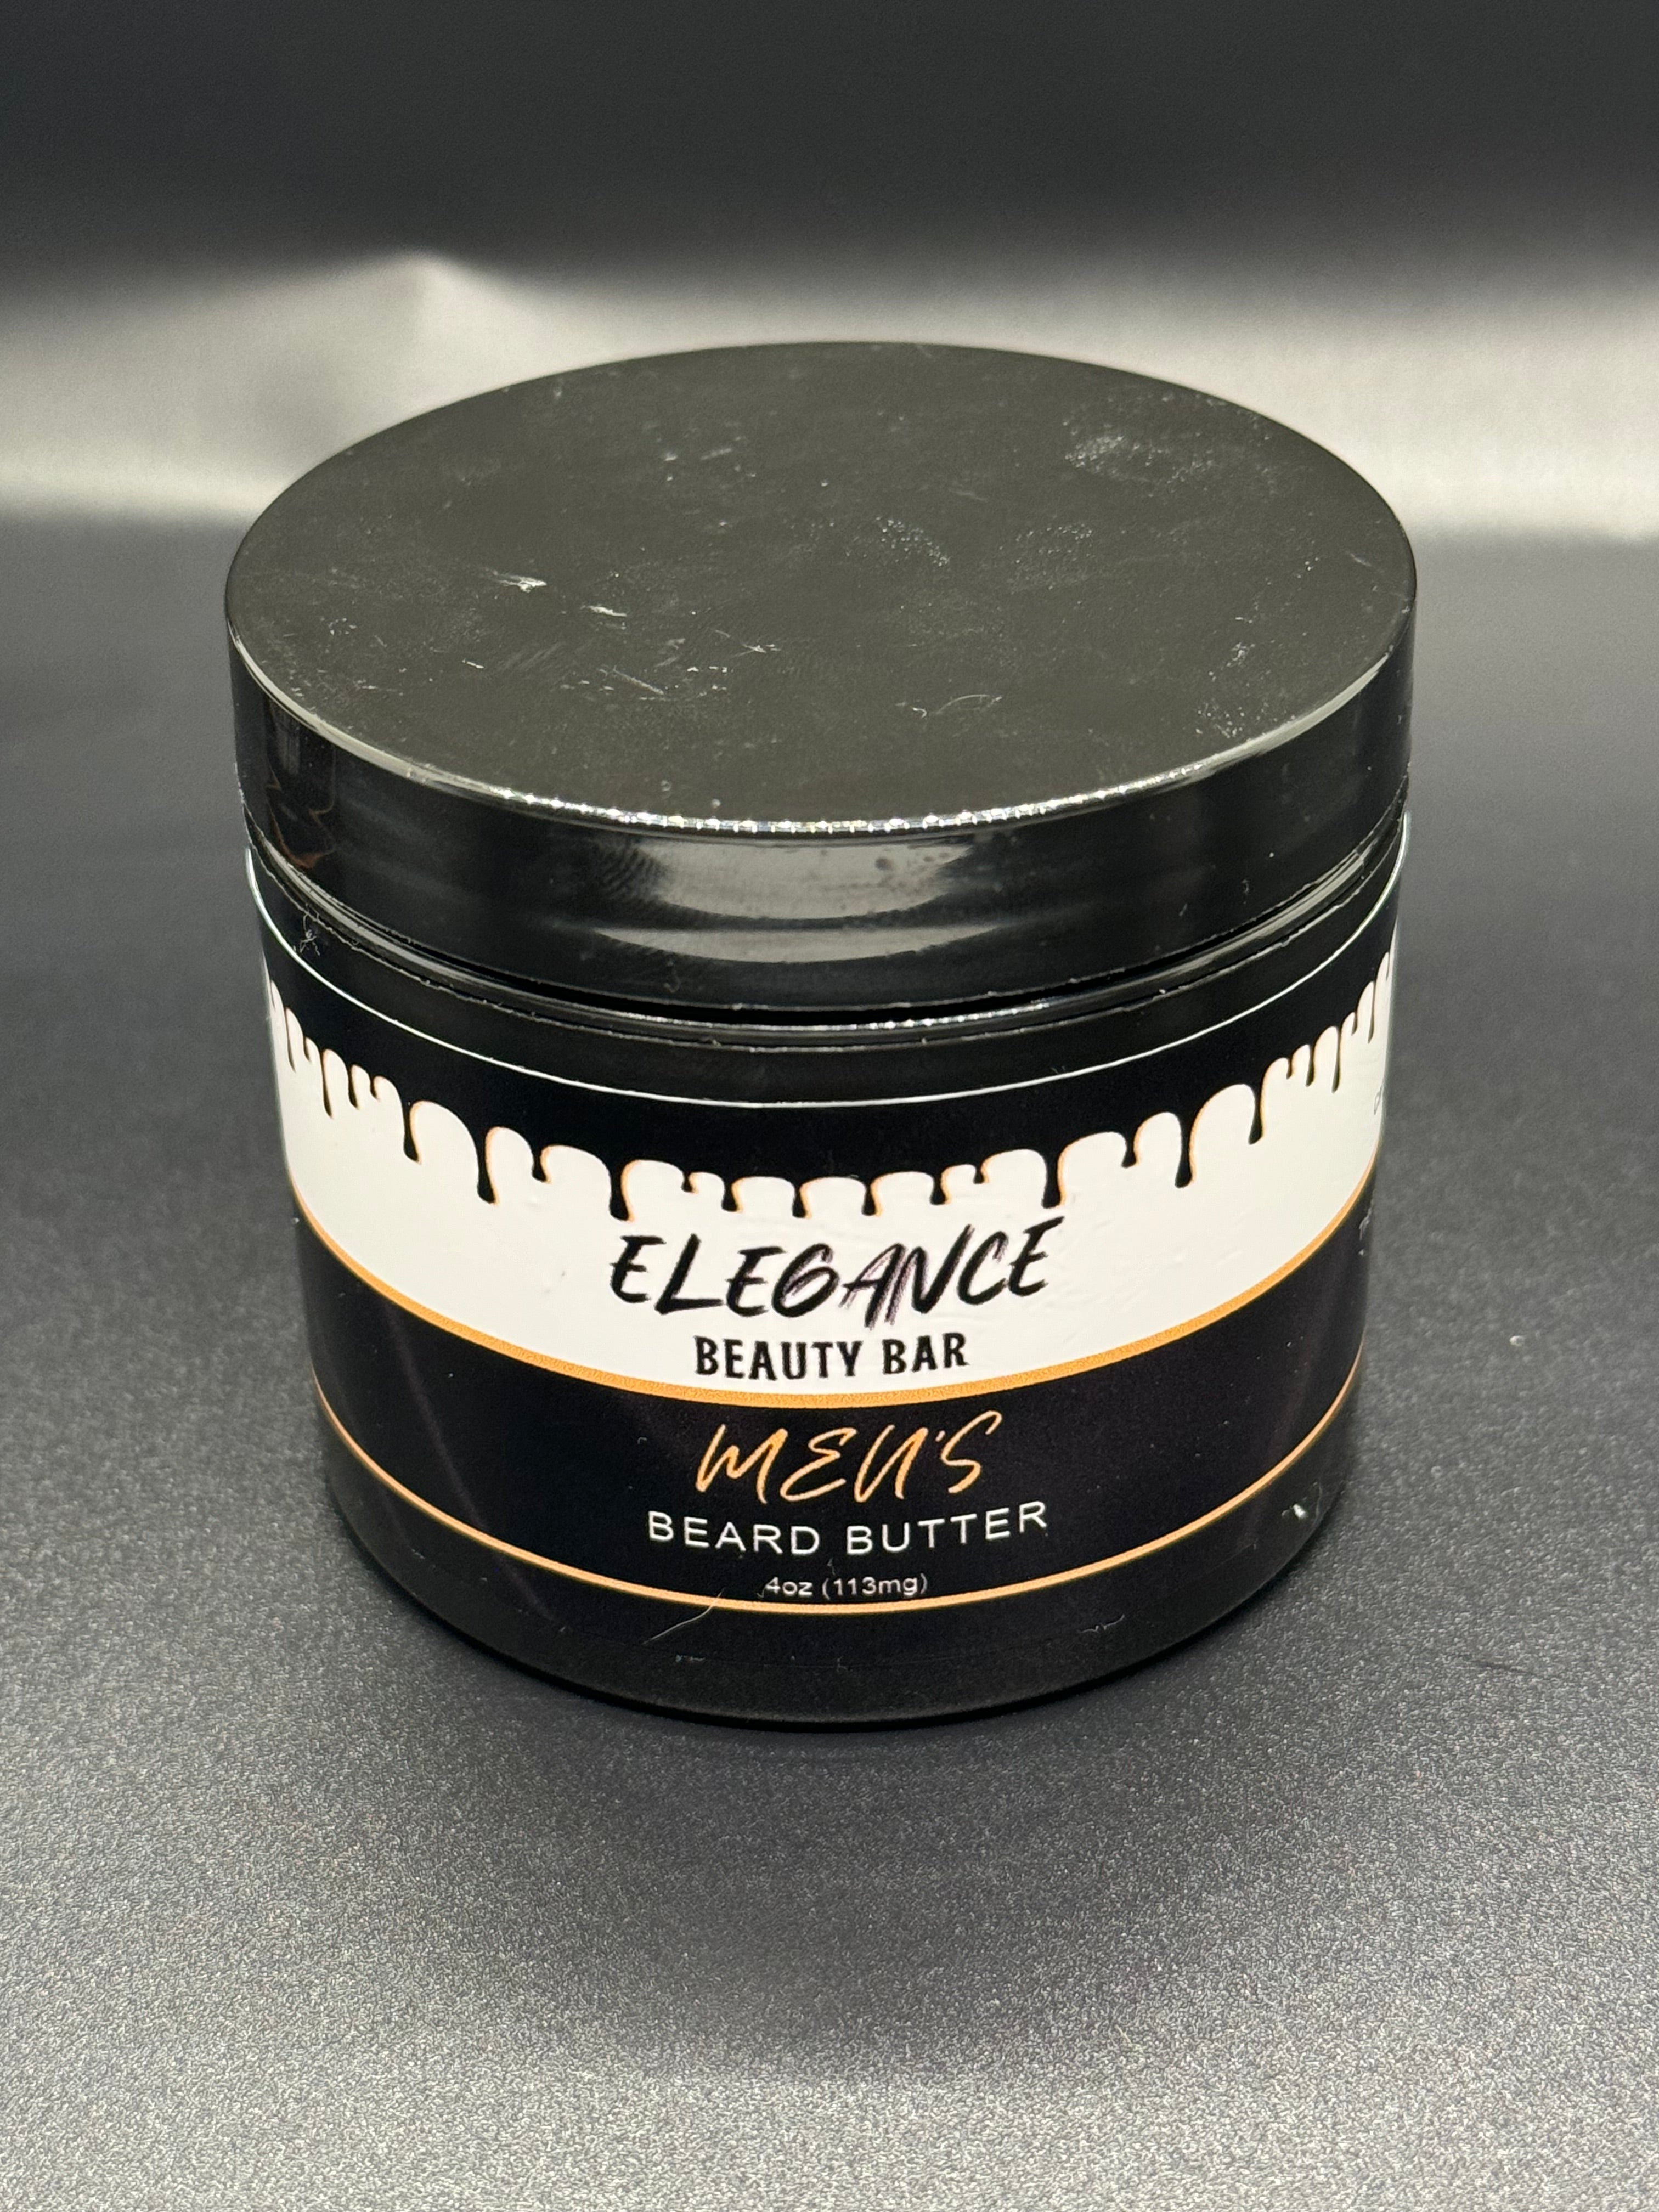 ELEGANCE
BEAUTY BAR
MEN'S
BEARD BUTTER
4oz (113mg)